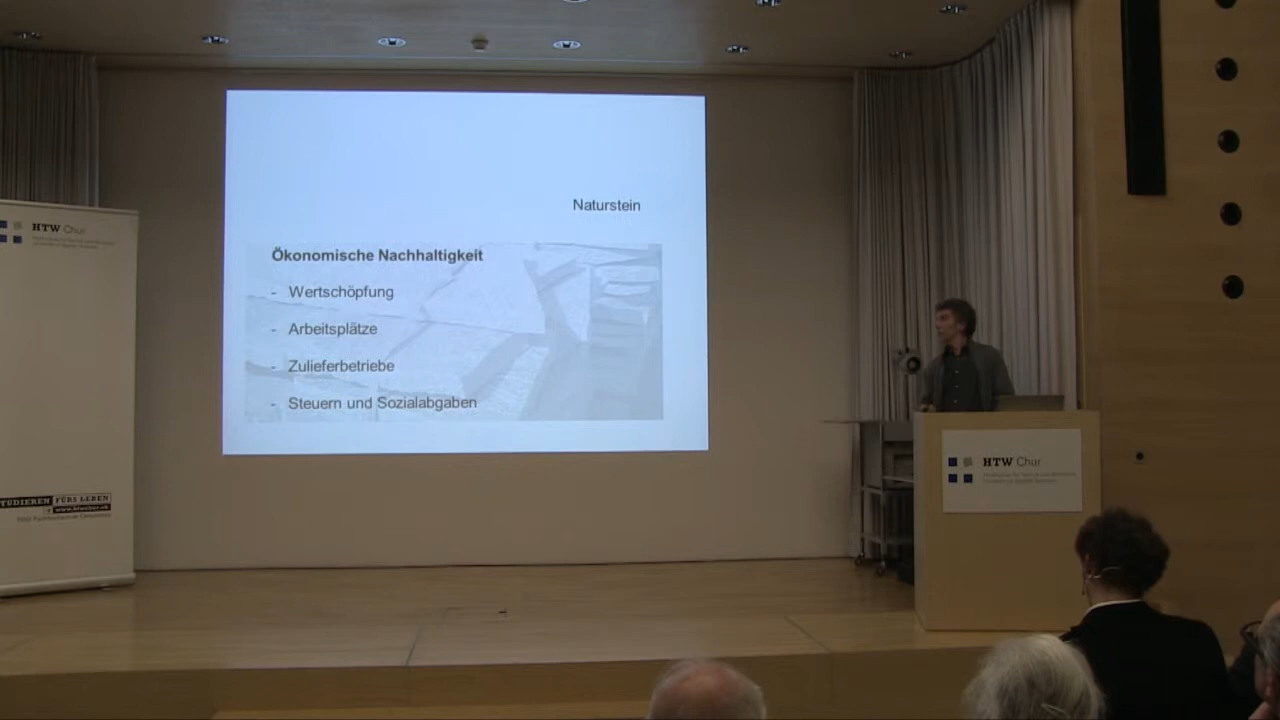 HTW Chur
STUDIEREN FÜRS LEBEN
Naturstein
Ökonomische Nachhaltigkeit
- Wertschöpfung
- Arbeitsplätze
- Zulieferbetriebe
- Steuern und Sozialabgaben
HTW Chur